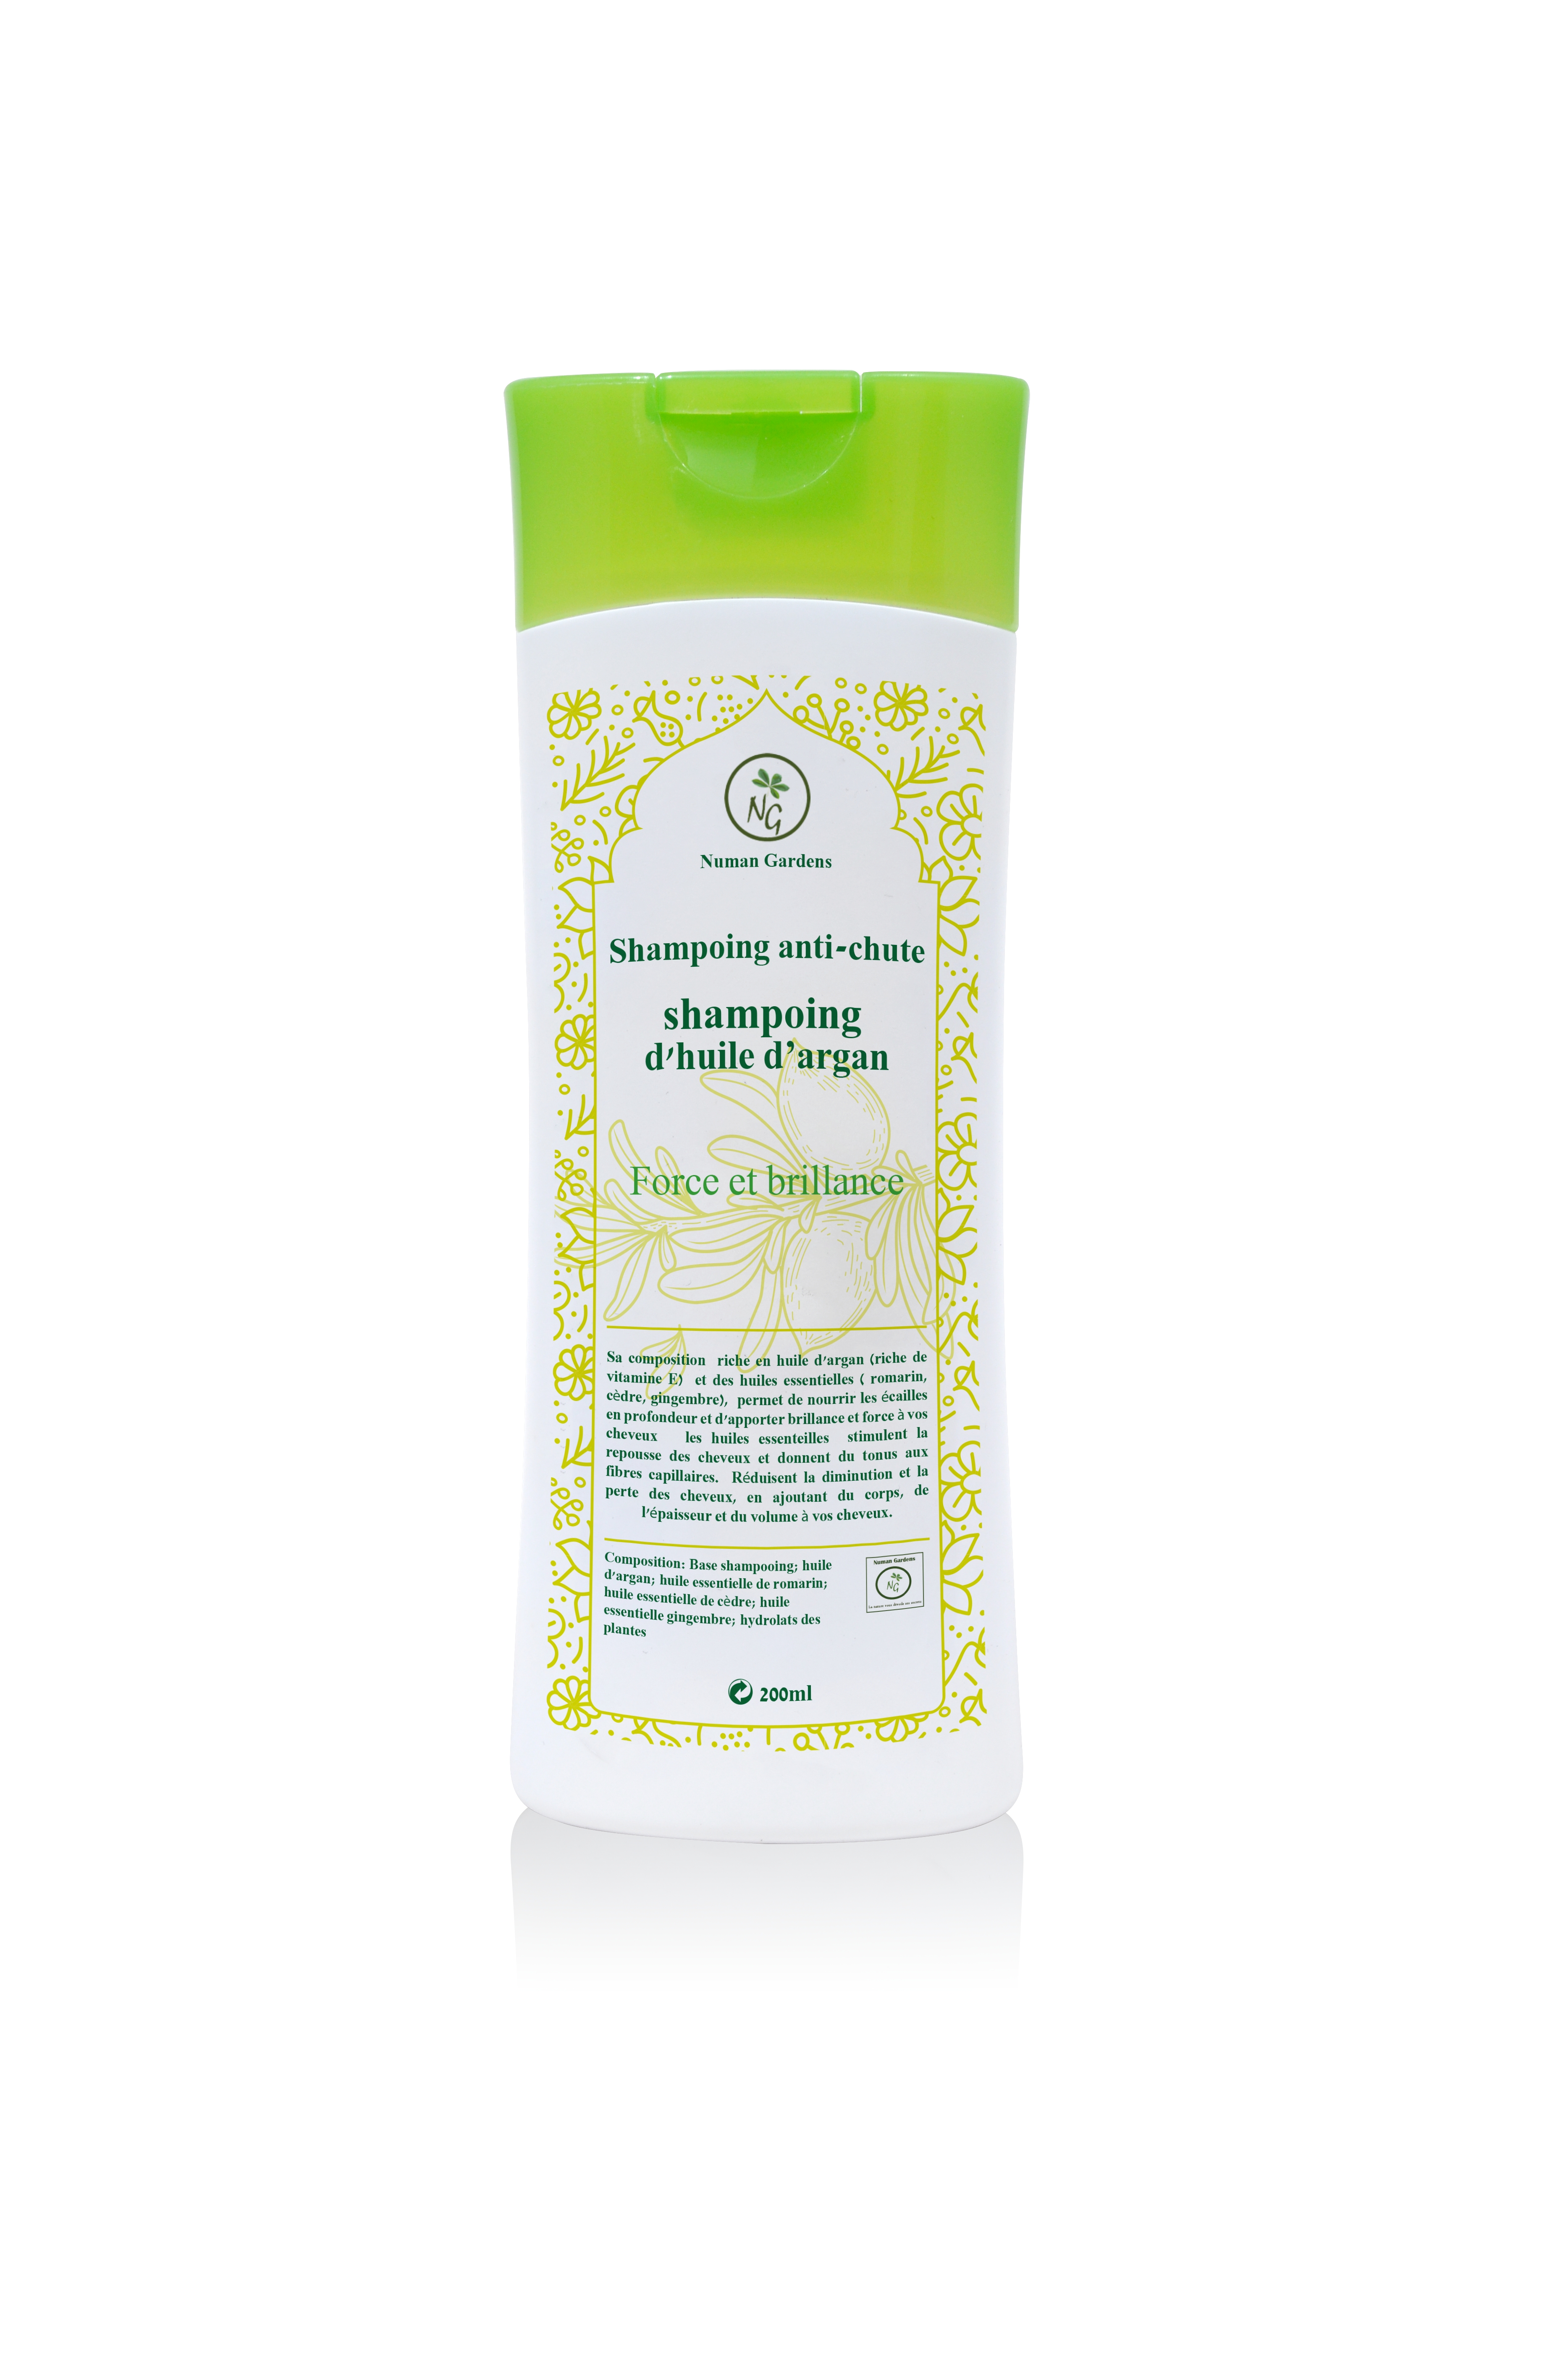 NG
Numan Gardens
Shampoing anti-chute
shampoing
d'huile d'argan
Force et brillance
Sa composition riche en huile d'argan (riche de
vitamine E) et des huiles essentielles ( romarin,
cèdre, gingembre), permet de nourrir les écailles
en profondeur et d'apporter brillance et force à vos
cheveux les huiles essenteilles stimulent la
repousse des cheveux et donnent du tonus aux
fibres capillaires. Réduisent la diminution et la
perte des cheveux, en ajoutant du corps, de
l'épaisseur et du volume à vos cheveux.
Composition: Base shampooing; huile
d'argan; huile essentielle de romarin;
huile essentielle de cèdre; huile
essentielle gingembre; hydrolats des
plantes
Numan Gardens
NG
200ml